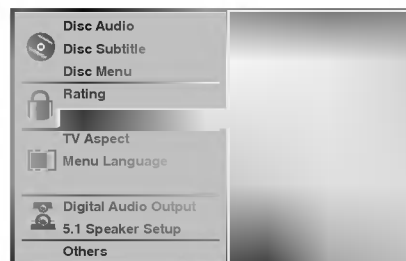 Disc Audio
Disc Subtitle
Disc Menu
Rating
TV Aspect
Menu Language
Digital Audio Output
5.1 Speaker Setup
Others